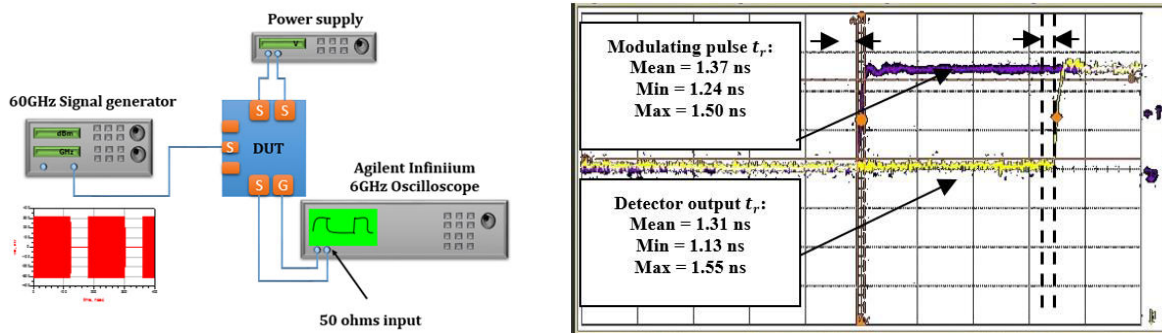 Power supply
V
60GHz Signal generator
dBm
GHz
S
S
S
DUT
S
G
Agilent Infiniium
6GHz Oscilloscope
50 ohms input
Modulating pulse t_r:
Mean = 1.37 ns
Min = 1.24 ns
Max = 1.50 ns
Detector output t_r:
Mean = 1.31 ns
Min = 1.13 ns
Max = 1.55 ns